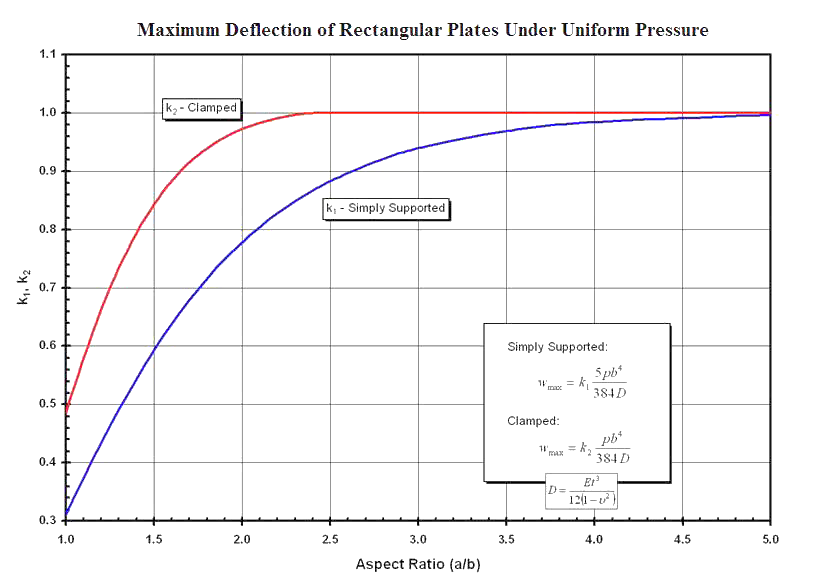 Maximum Deflection of Rectangular Plates Under Uniform Pressure
1.1
1.0
0.9
0.8
0.7
0.6
0.5
0.4
0.3
k₁, k₂
k₂ - Clamped
k₁ - Simply Supported
Simply Supported:
w_max = k₁ 5pb⁴ / 384D
Clamped:
w_max = k₂ pb⁴ / 384D
D = Et³ / 12(1-υ²)
1.0 1.5 2.0 2.5 3.0 3.5 4.0 4.5 5.0
Aspect Ratio (a/b)